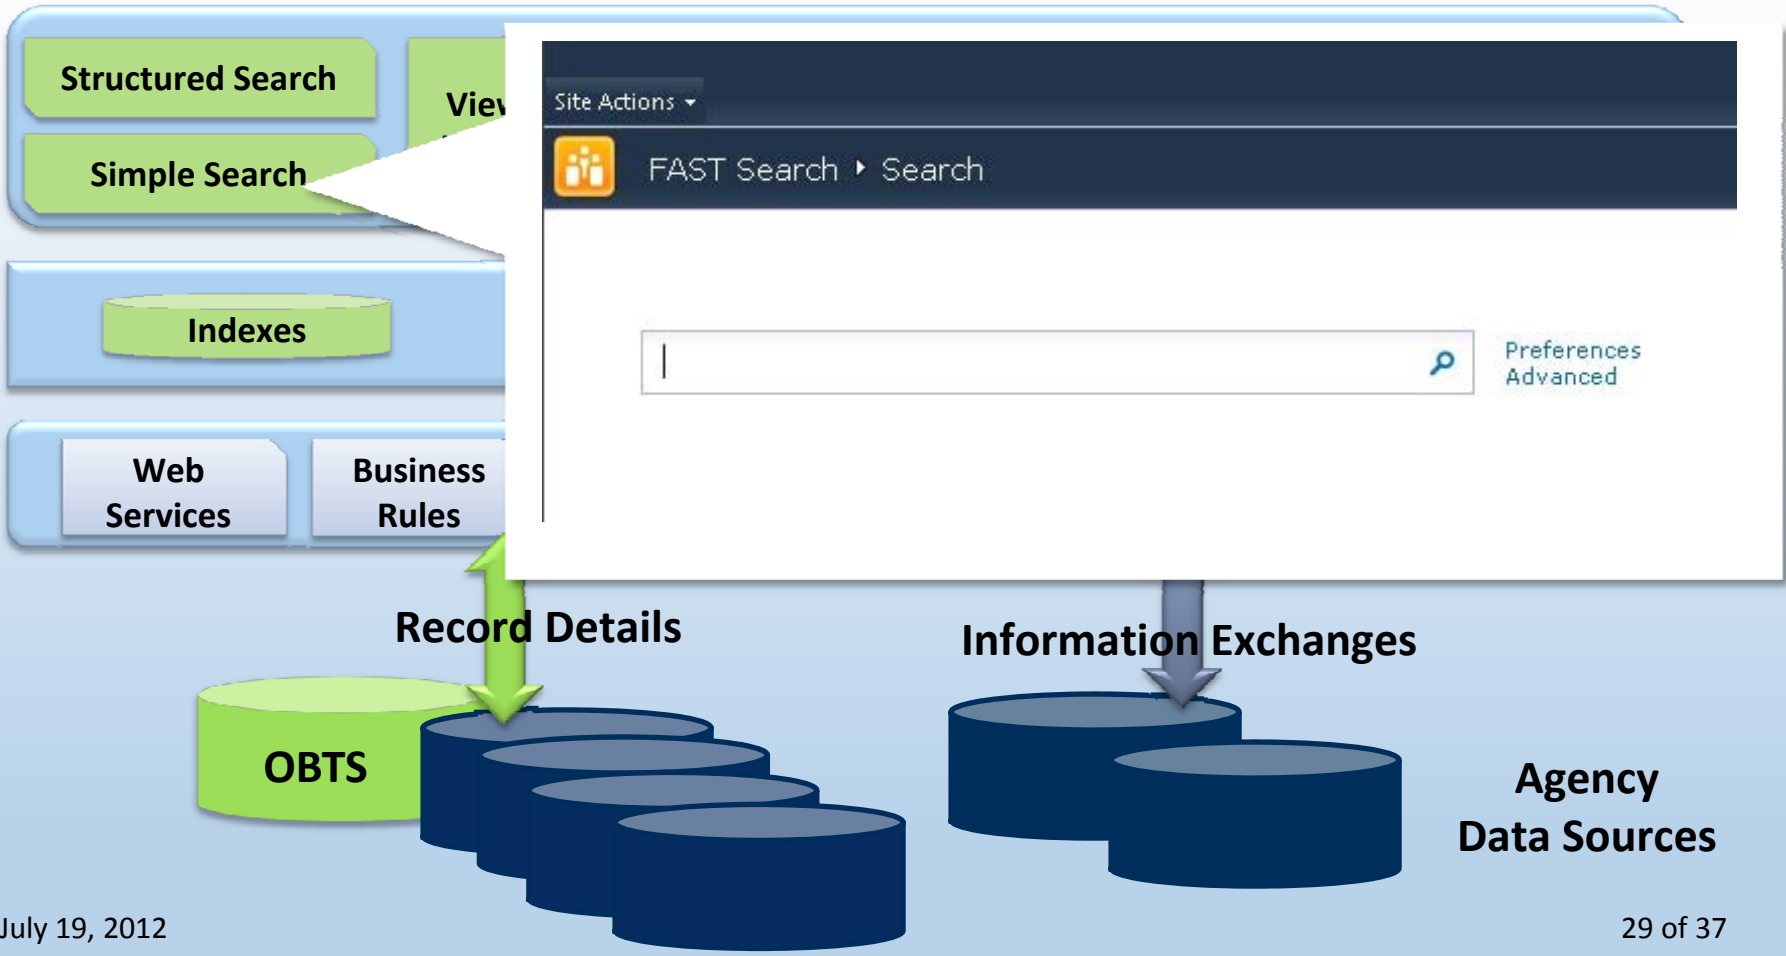 Structured Search
Simple Search
Site Actions
FAST Search ▸ Search
Preferences
Advanced
Indexes
Web
Services
Business
Rules
Record Details
Information Exchanges
OBTS
Agency
Data Sources
July 19, 2012
29 of 37